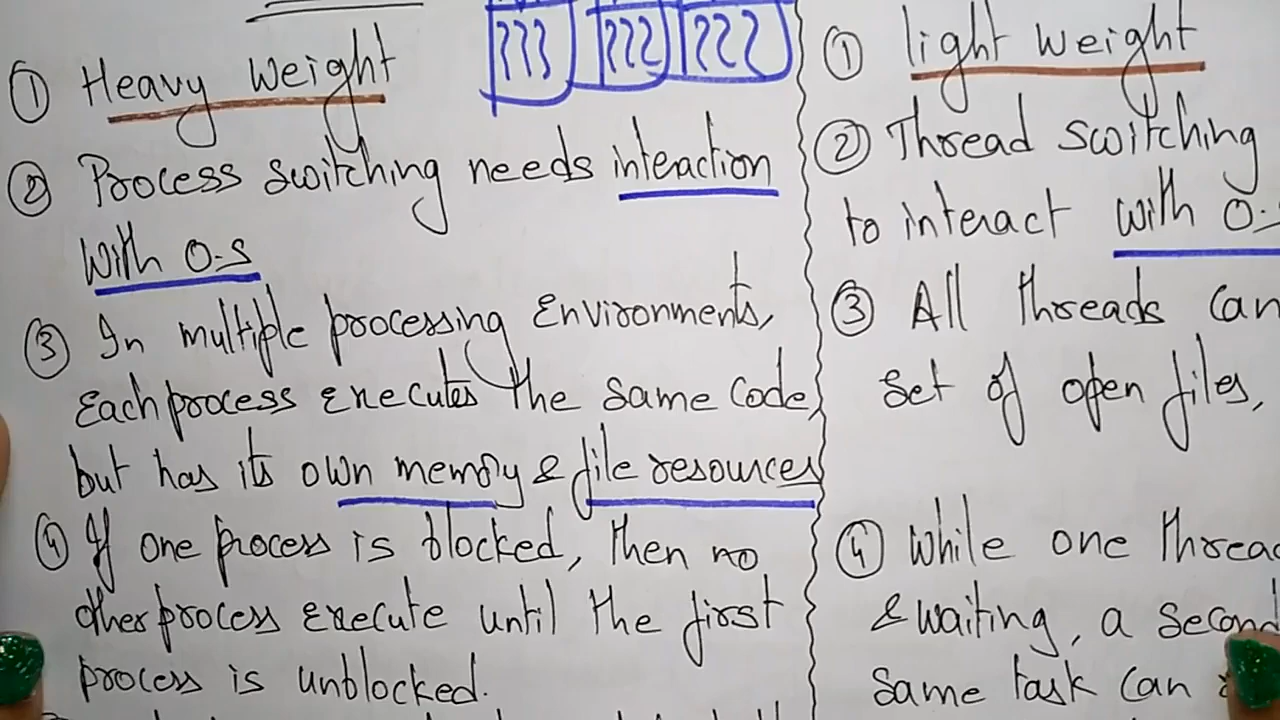 ① Heavy Weight
② Process switching needs inteaction
with O.S
③ In multiple processing Environments,
Each process executes the same code,
but has its own memory & file resources
④ If one process is blocked, then no
other process execute until the first
process is unblocked.
① light weight
② Thread switching
to interact with O.S
③ All threads can
set of open files,
④ While one threa
& waiting, a second
same task can